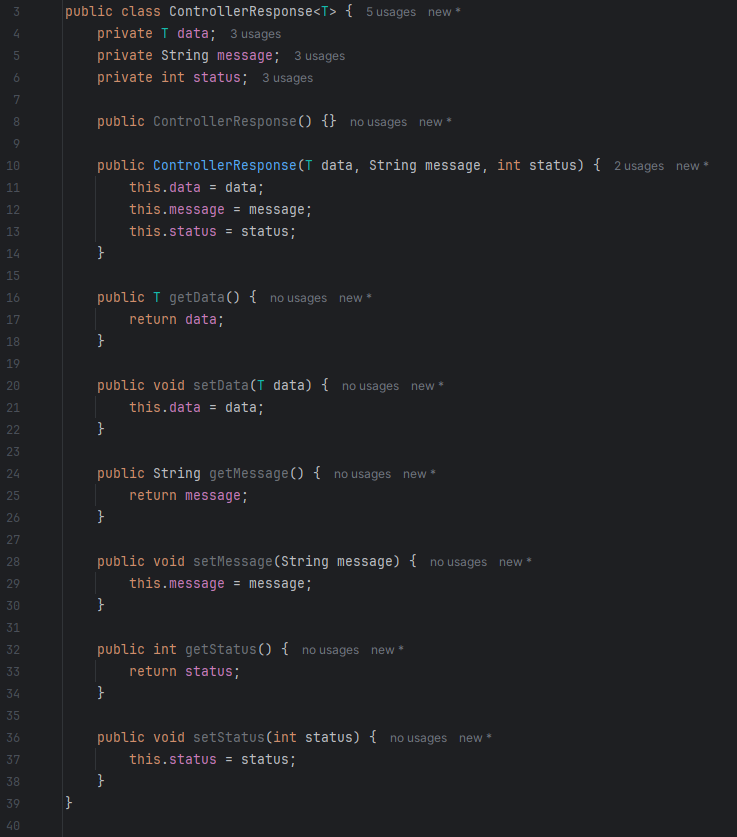 3 public class ControllerResponse<T> { 5 usages new *
4 private T data; 3 usages
5 private String message; 3 usages
6 private int status; 3 usages
7
8 public ControllerResponse() {} no usages new *
9
10 public ControllerResponse(T data, String message, int status) { 2 usages new *
11 this.data = data;
12 this.message = message;
13 this.status = status;
14 }
15
16 public T getData() { no usages new *
17 return data;
18 }
19
20 public void setData(T data) { no usages new *
21 this.data = data;
22 }
23
24 public String getMessage() { no usages new *
25 return message;
26 }
27
28 public void setMessage(String message) { no usages new *
29 this.message = message;
30 }
31
32 public int getStatus() { no usages new *
33 return status;
34 }
35
36 public void setStatus(int status) { no usages new *
37 this.status = status;
38 }
39 }
40